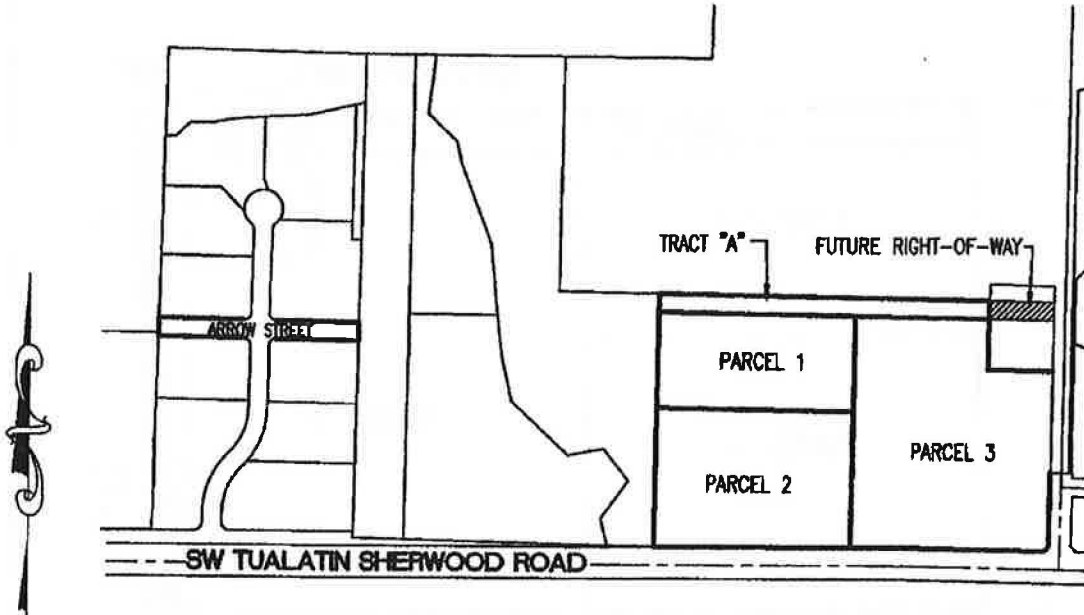 TRACT "A"
FUTURE RIGHT-OF-WAY
ARROW STREET
PARCEL 1
PARCEL 3
PARCEL 2
SW TUALATIN SHERWOOD ROAD